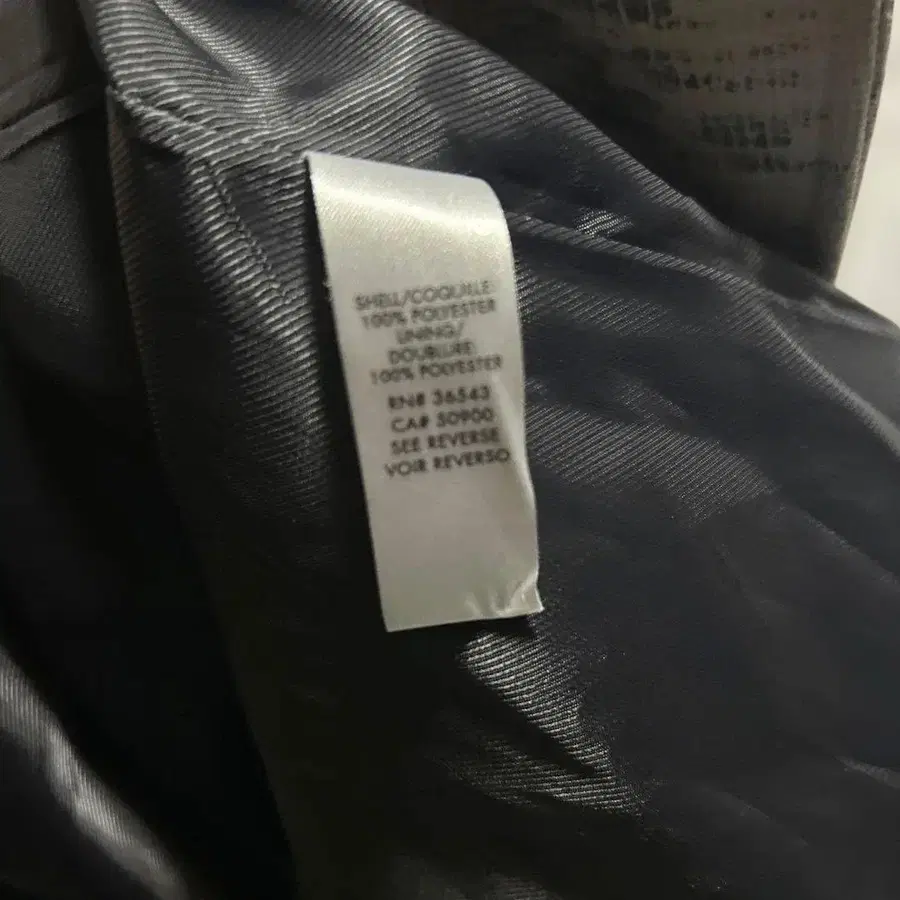 SHELL/COQUILLE:
100% POLYESTER
LINING/
DOUBLURE:
100% POLYESTER
RN# 36543
CA# 50900
SEE REVERSE
VOIR REVERSO